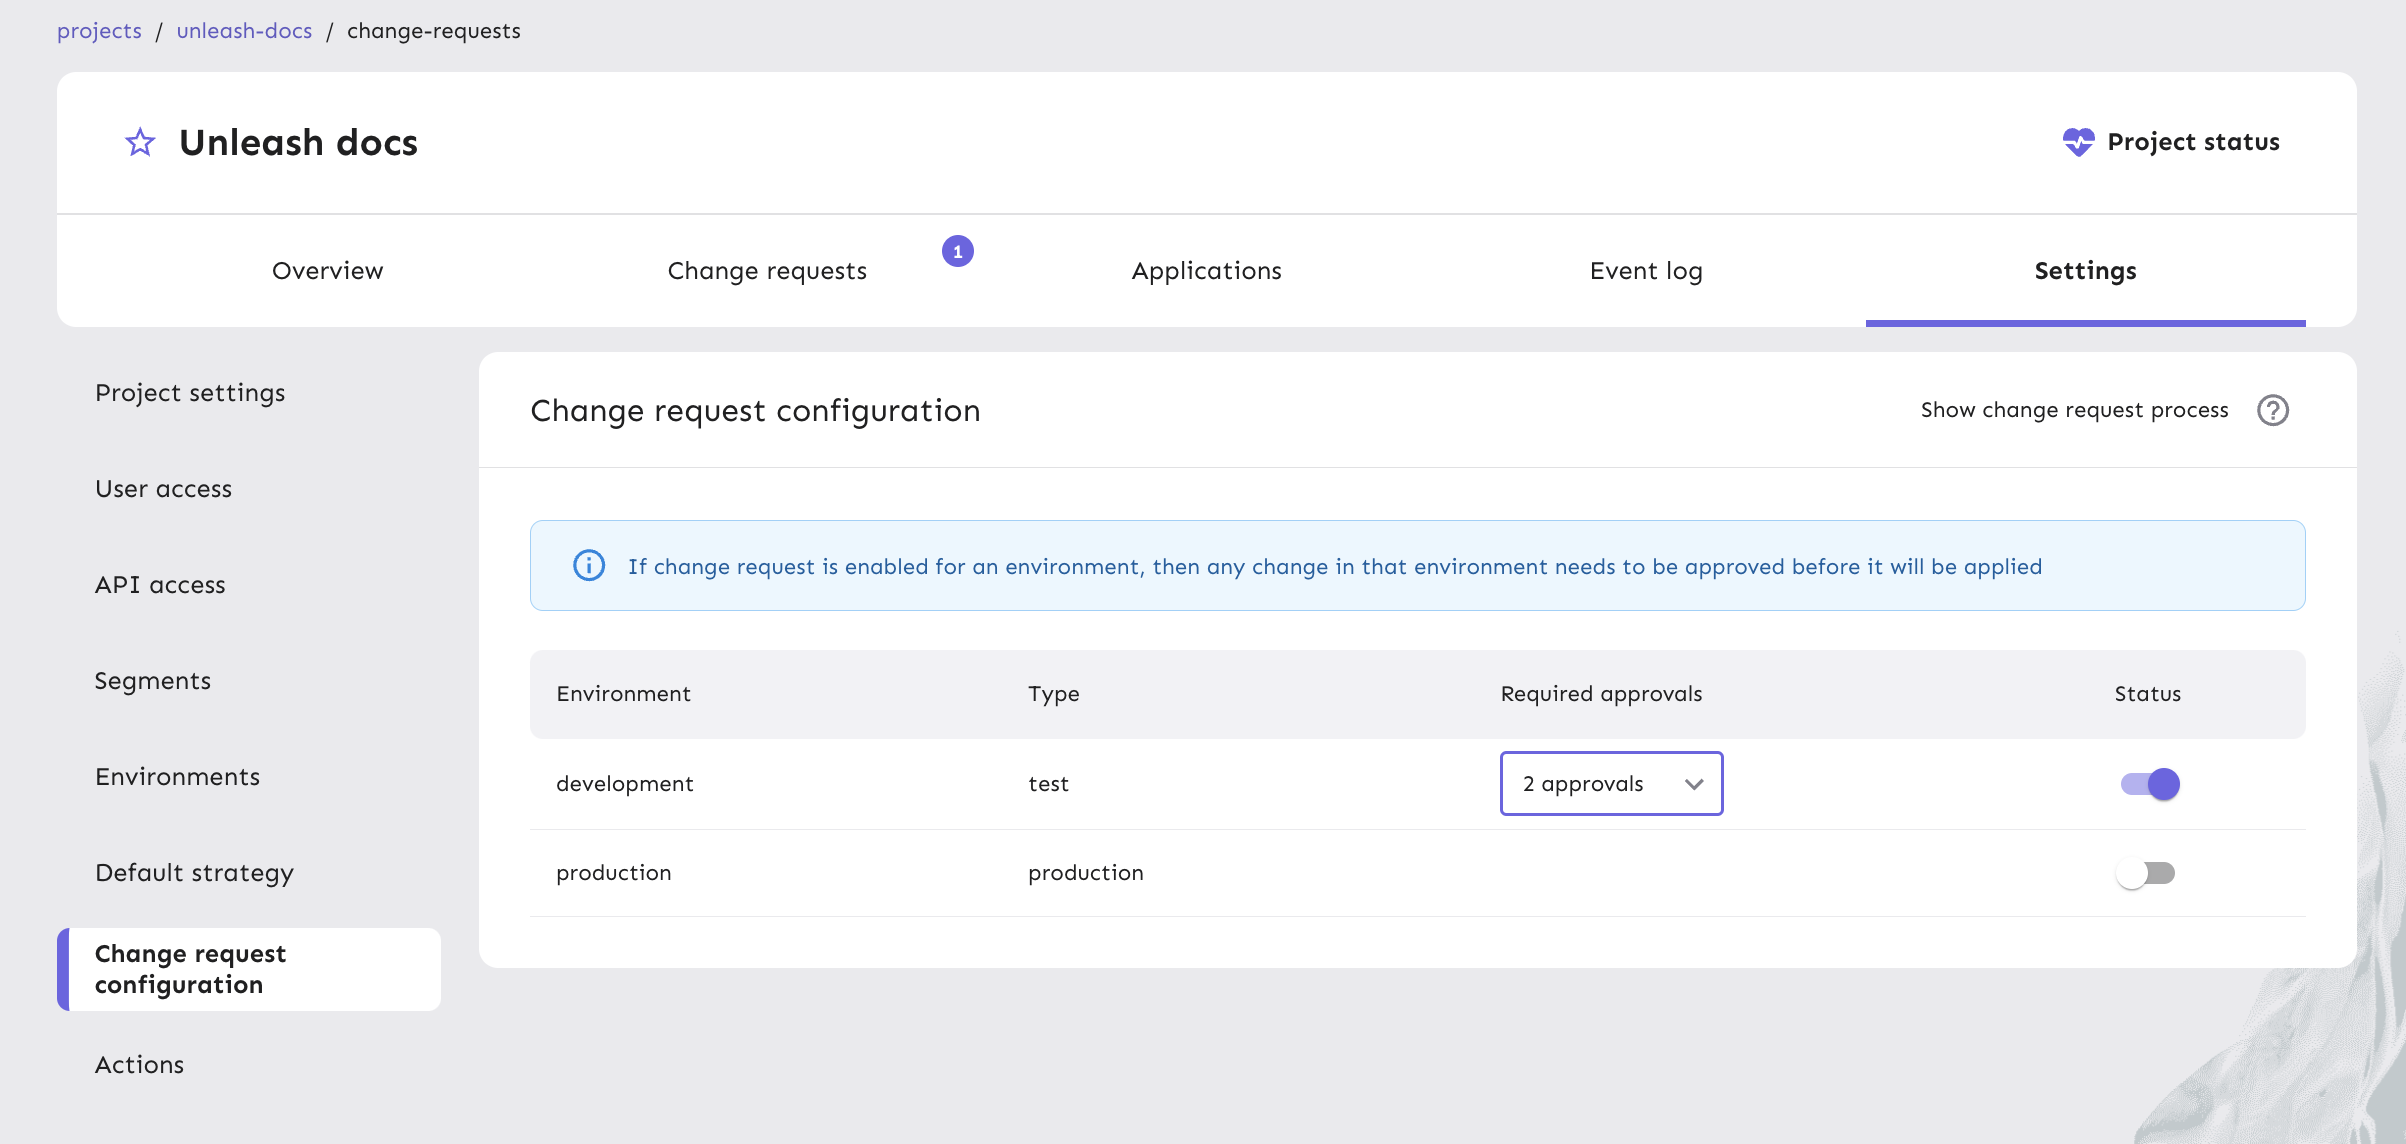 projects / unleash-docs / change-requests
Unleash docs
Project status
Overview
Change requests
1
Applications
Event log
Settings
Project settings
User access
API access
Segments
Environments
Default strategy
Change request
configuration
Actions
Change request configuration
Show change request process
If change request is enabled for an environment, then any change in that environment needs to be approved before it will be applied
Environment Type Required approvals Status
development test 2 approvals
production production